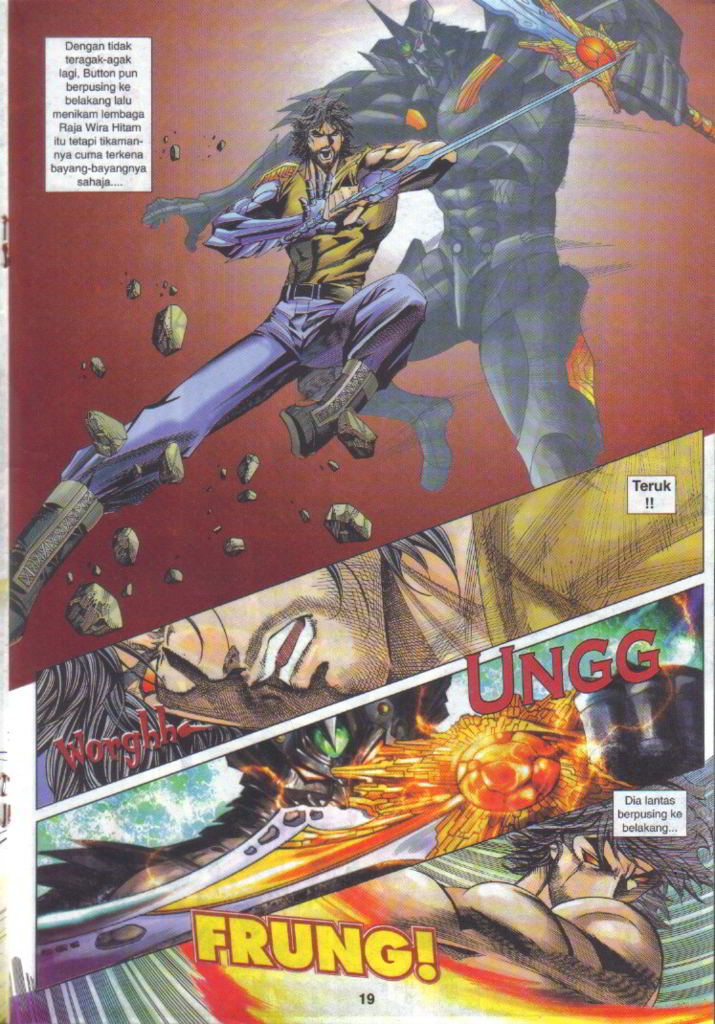 Dengan tidak
teragak-agak
lagi, Button pun
berpusing ke
belakang lalu
menikam lembaga
Raja Wira Hitam
itu tetapi tikaman-
nya cuma terkena
bayang-bayangnya
sahaja....
Teruk
!!
Worghh
UNGG
Dia lantas
berpusing ke
belakang...
FRUNG!
19